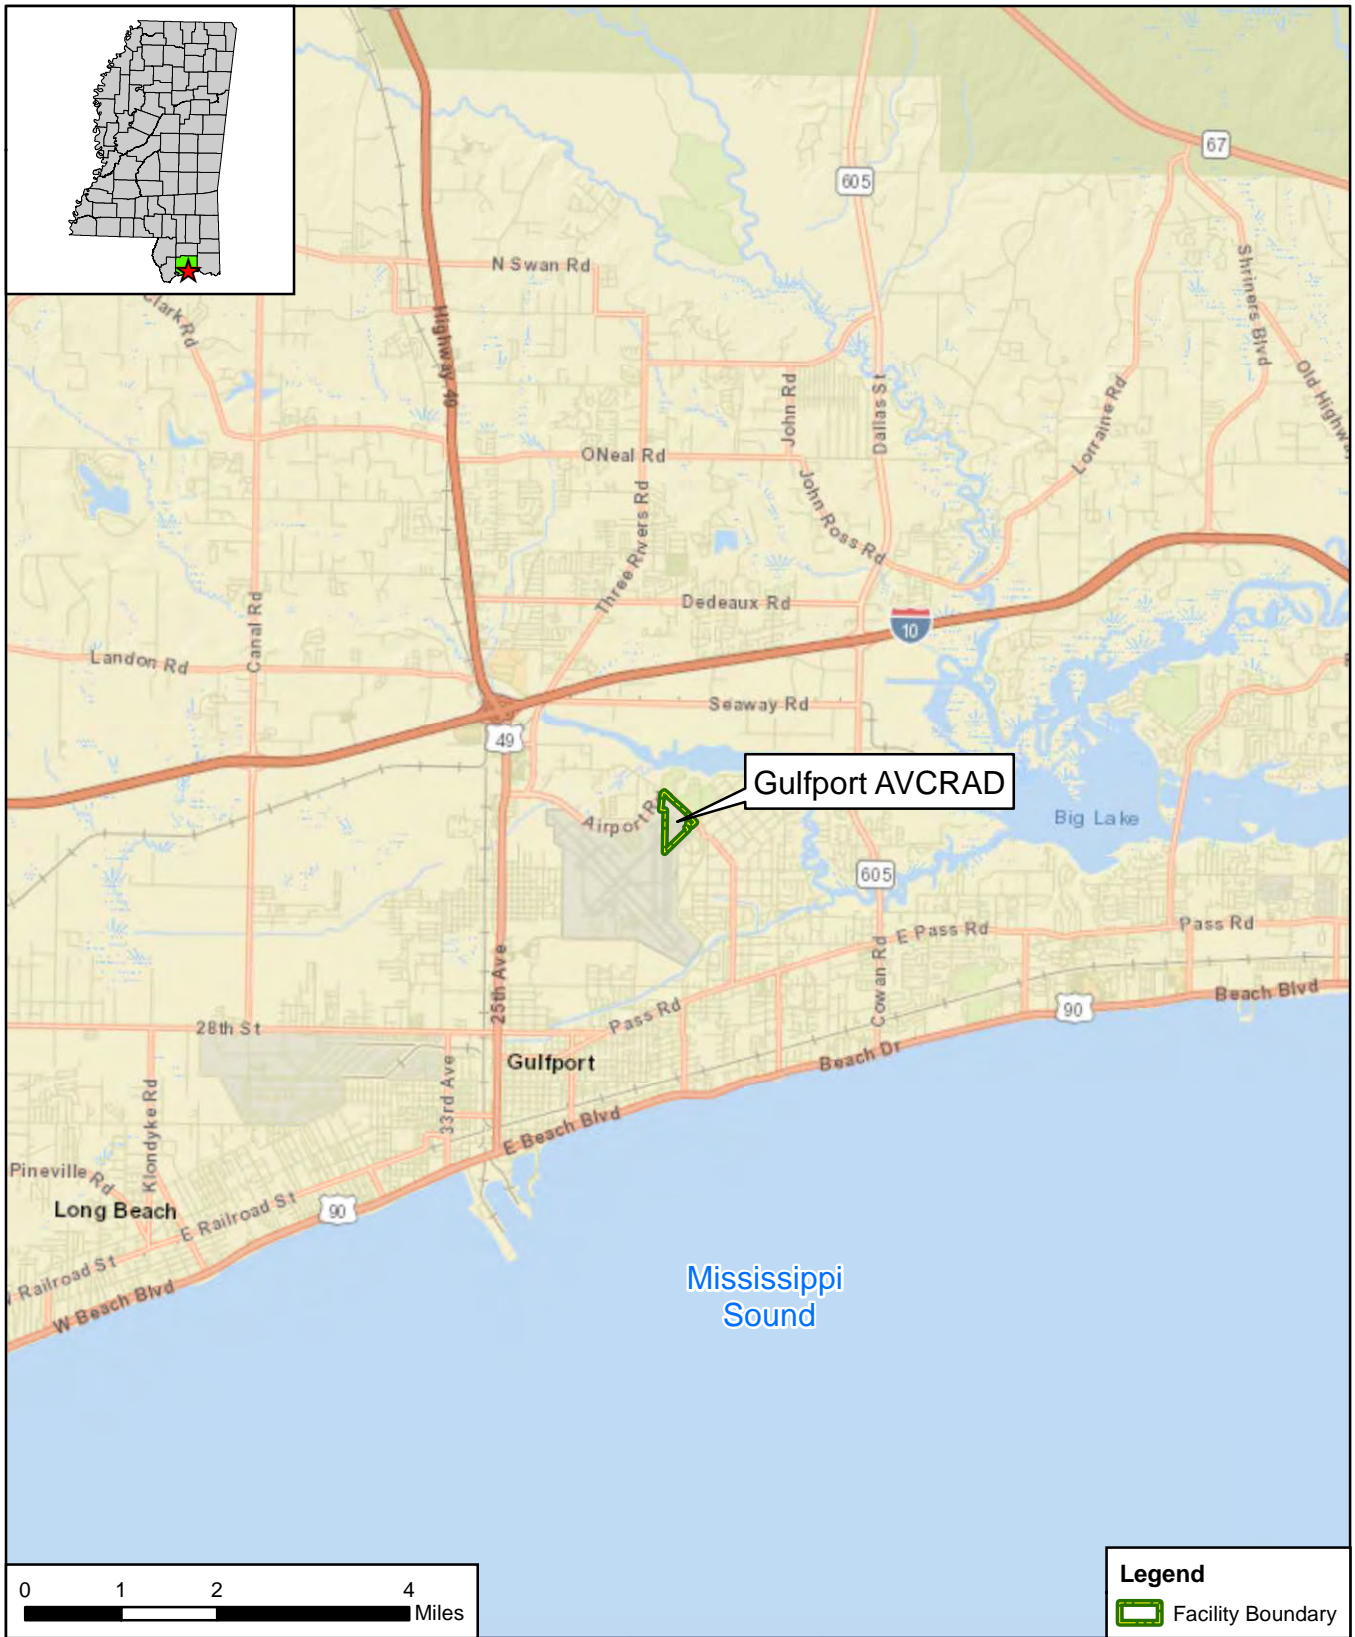 67
605
N Swan Rd
Clark Rd
Highway 49
Shriners Blvd
Old Highway
John Rd
Dallas St
Lorraine Rd
ONeal Rd
John Ross Rd
Three Rivers Rd
Canal Rd
Dedeaux Rd
10
Landon Rd
Seaway Rd
49
Gulfport AVCRAD
Airport R
Big Lake
605
E Pass Rd
Pass Rd
25th Ave
Cowan Rd
Beach Blvd
90
Pass Rd
28th St
Gulfport
Beach Dr
33rd Ave
Klondyke Rd
E Beach Blvd
Pineville Rd
Long Beach
E Railroad St
90
Railroad St
W Beach Blvd
Mississippi
Sound
0 1 2 4
Miles
Legend
Facility Boundary